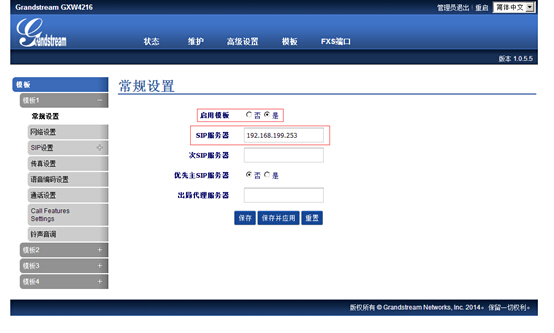 Grandstream GXW4216
管理员退出 | 重启 简体中文
Grandstream
状态 维护 高级设置 模板 FXS端口
版本 1.0.5.5
模板
模板1 −
常规设置
网络设置
SIP设置
传真设置
语音编码设置
通话设置
Call Features
Settings
铃声音调
模板2 +
模板3 +
模板4 +
常规设置
启用模板 否 是
SIP服务器 192.168.199.253
次SIP服务器
优先主SIP服务器 否 是
出局代理服务器
保存 保存并应用 重置
版权所有 © Grandstream Networks, Inc. 2014。保留一切权利。